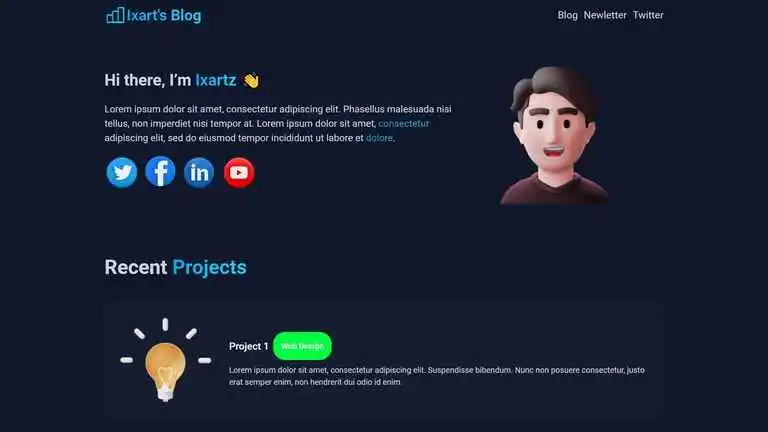 Ixart's Blog
Blog Newletter Twitter
Hi there, I'm Ixartz 👋
Lorem ipsum dolor sit amet, consectetur adipiscing elit. Phasellus malesuada nisi
tellus, non imperdiet nisi tempor at. Lorem ipsum dolor sit amet, consectetur
adipiscing elit, sed do eiusmod tempor incididunt ut labore et dolore.
Recent Projects
Project 1 Web Design
Lorem ipsum dolor sit amet, consectetur adipiscing elit. Suspendisse bibendum. Nunc non posuere consectetur, justo
erat semper enim, non hendrerit dui odio id enim.